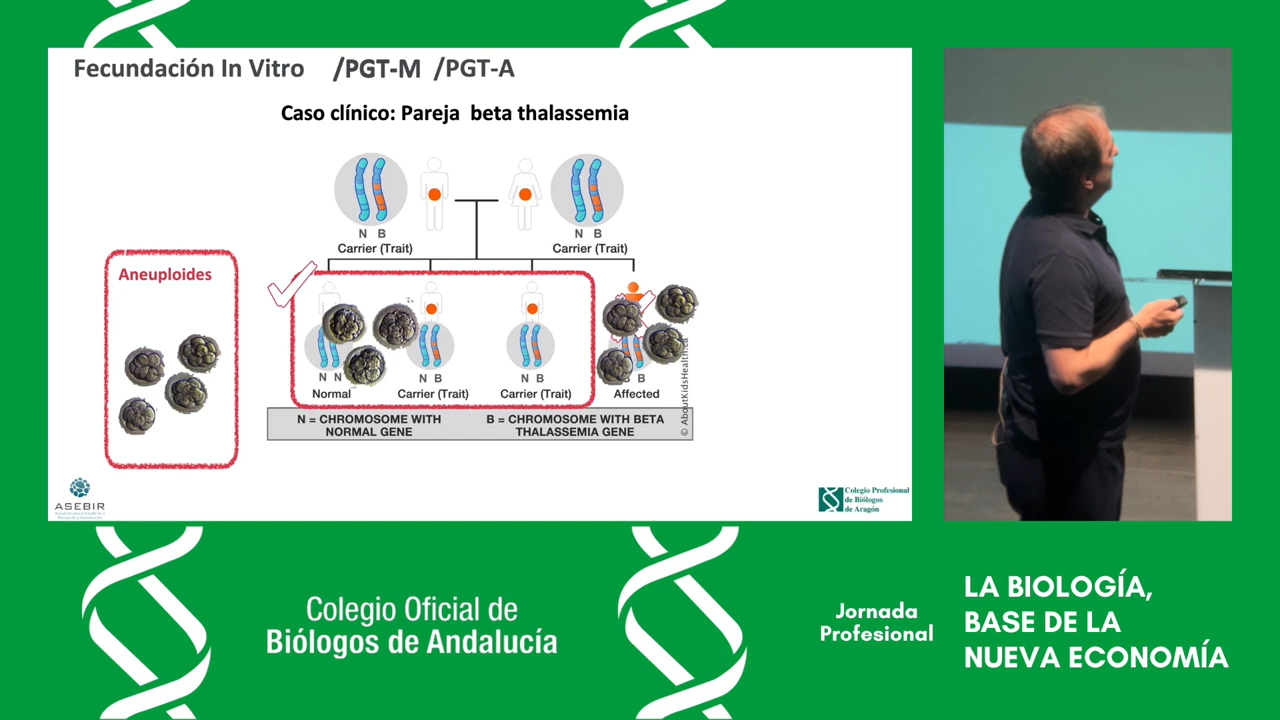 Fecundación In Vitro /PGT-M /PGT-A
Caso clínico: Pareja beta thalassemia
N B
Carrier (Trait)
N B
Carrier (Trait)
Aneuploides
N N
Normal
N B
Carrier (Trait)
N B
Carrier (Trait)
B
Affected
© AboutKidsHealth.ca
N = CHROMOSOME WITH
NORMAL GENE
B = CHROMOSOME WITH BETA
THALASSEMIA GENE
ASEBIR
Colegio Profesional
de Biólogos
de Aragón
Colegio Oficial de
Biólogos de Andalucía
Jornada
Profesional
LA BIOLOGÍA,
BASE DE LA
NUEVA ECONOMÍA